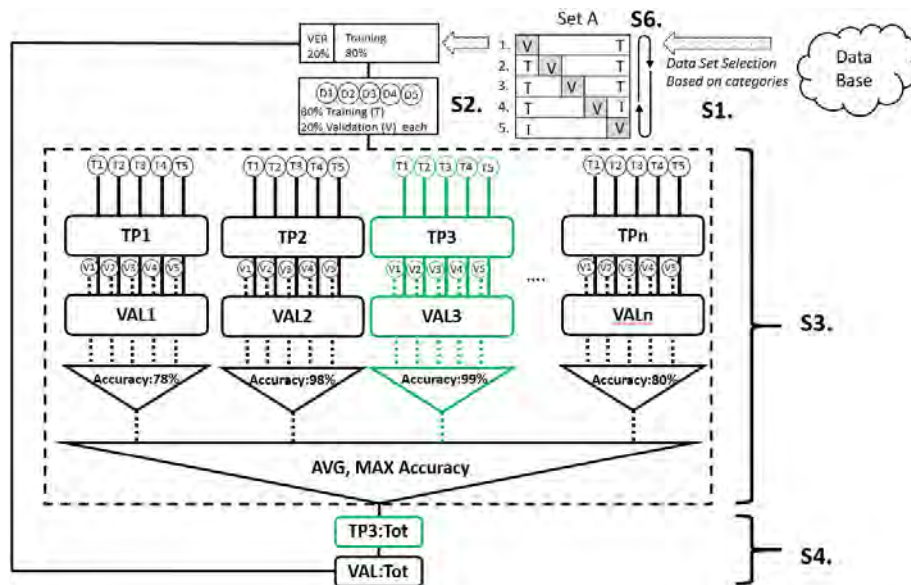 Set A
S6.
VER Training
20% 80%
1. V T
2. T V T
3. T V T
4. T V T
5. T V
Data Set Selection
Based on categories
S1.
Data
Base
D1 D2 D3 D4 D5
60% Training (T)
20% Validation (V) each
S2.
T1 T2 T3 T4 T5 T1 T2 T3 T4 T5 T1 T2 T3 T4 T5 T1 T2 T3 T4 T5
TP1 TP2 TP3 TPn
V1 V2 V3 V4 V5 V1 V2 V3 V4 V5 V1 V2 V3 V4 V5 V1 V2 V3 V4 V5
....
VAL1 VAL2 VAL3 VALn
S3.
Accuracy:78% Accuracy:98% Accuracy:99% Accuracy:80%
AVG, MAX Accuracy
TP3:Tot
VAL:Tot
S4.